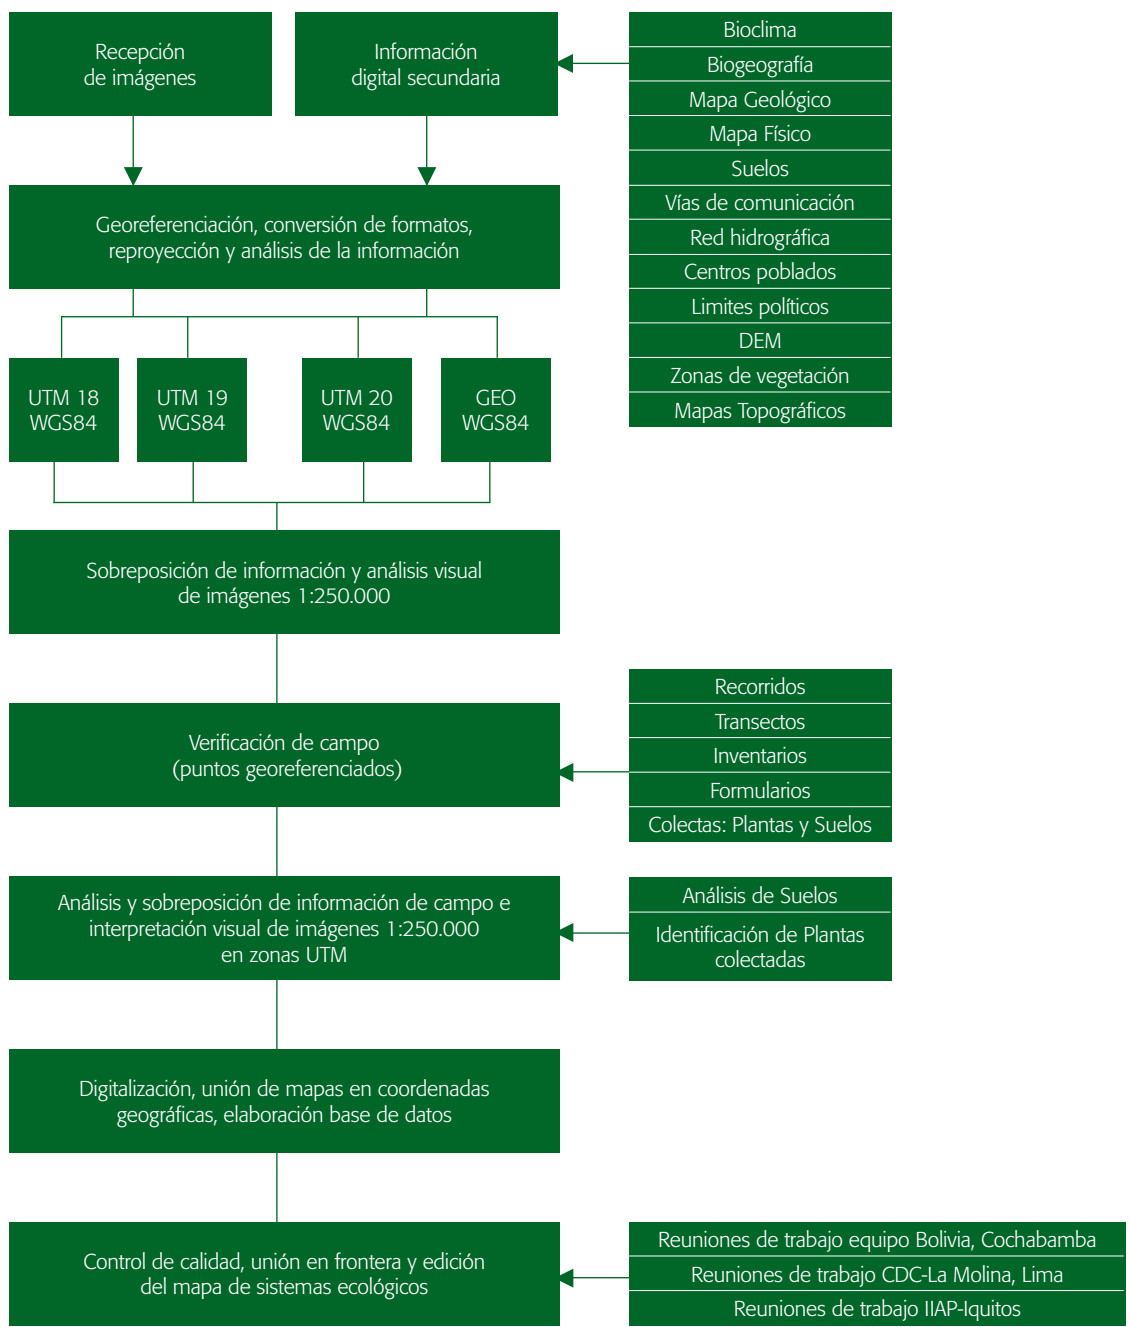 Recepción
de imágenes
Información
digital secundaria
Bioclima
Biogeografía
Mapa Geológico
Mapa Físico
Suelos
Vías de comunicación
Red hidrográfica
Centros poblados
Limites políticos
DEM
Zonas de vegetación
Mapas Topográficos
Georeferenciación, conversión de formatos,
reproyección y análisis de la información
UTM 18
WGS84
UTM 19
WGS84
UTM 20
WGS84
GEO
WGS84
Sobreposición de información y análisis visual
de imágenes 1:250.000
Verificación de campo
(puntos georeferenciados)
Recorridos
Transectos
Inventarios
Formularios
Colectas: Plantas y Suelos
Análisis y sobreposición de información de campo e
interpretación visual de imágenes 1:250.000
en zonas UTM
Análisis de Suelos
Identificación de Plantas
colectadas
Digitalización, unión de mapas en coordenadas
geográficas, elaboración base de datos
Control de calidad, unión en frontera y edición
del mapa de sistemas ecológicos
Reuniones de trabajo equipo Bolivia, Cochabamba
Reuniones de trabajo CDC-La Molina, Lima
Reuniones de trabajo IIAP-Iquitos